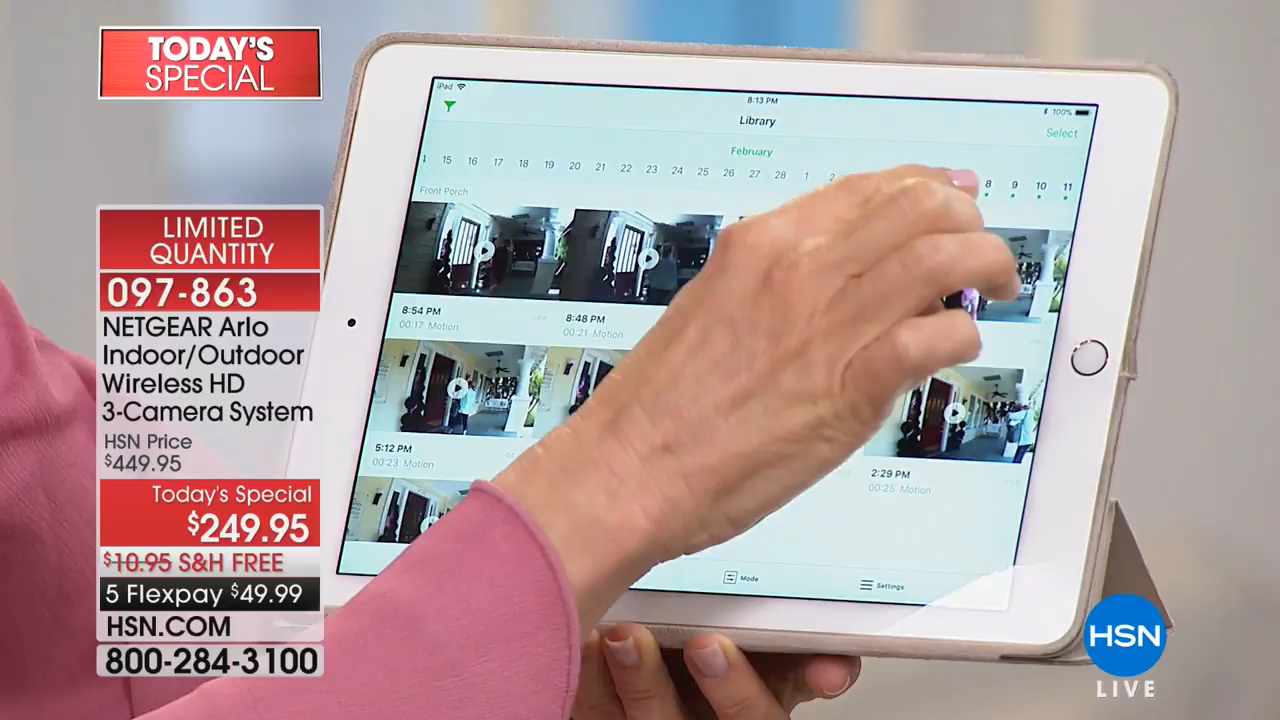 TODAY'S
SPECIAL
LIMITED
QUANTITY
097-863
NETGEAR Arlo
Indoor/Outdoor
Wireless HD
3-Camera System
HSN Price
$449.95
Today's Special
$249.95
$10.95 S&H FREE
5 Flexpay $49.99
HSN.COM
800-284-3100
iPad
8:13 PM
100%
Library
Select
February
15 16 17 18 19 20 21 22 23 24 25 26 27 28 1 2 8 9 10 11
Front Porch
8:54 PM
00:17 Motion
8:48 PM
00:21 Motion
5:12 PM
00:23 Motion
2:29 PM
00:25 Motion
Mode
Settings
HSN
LIVE